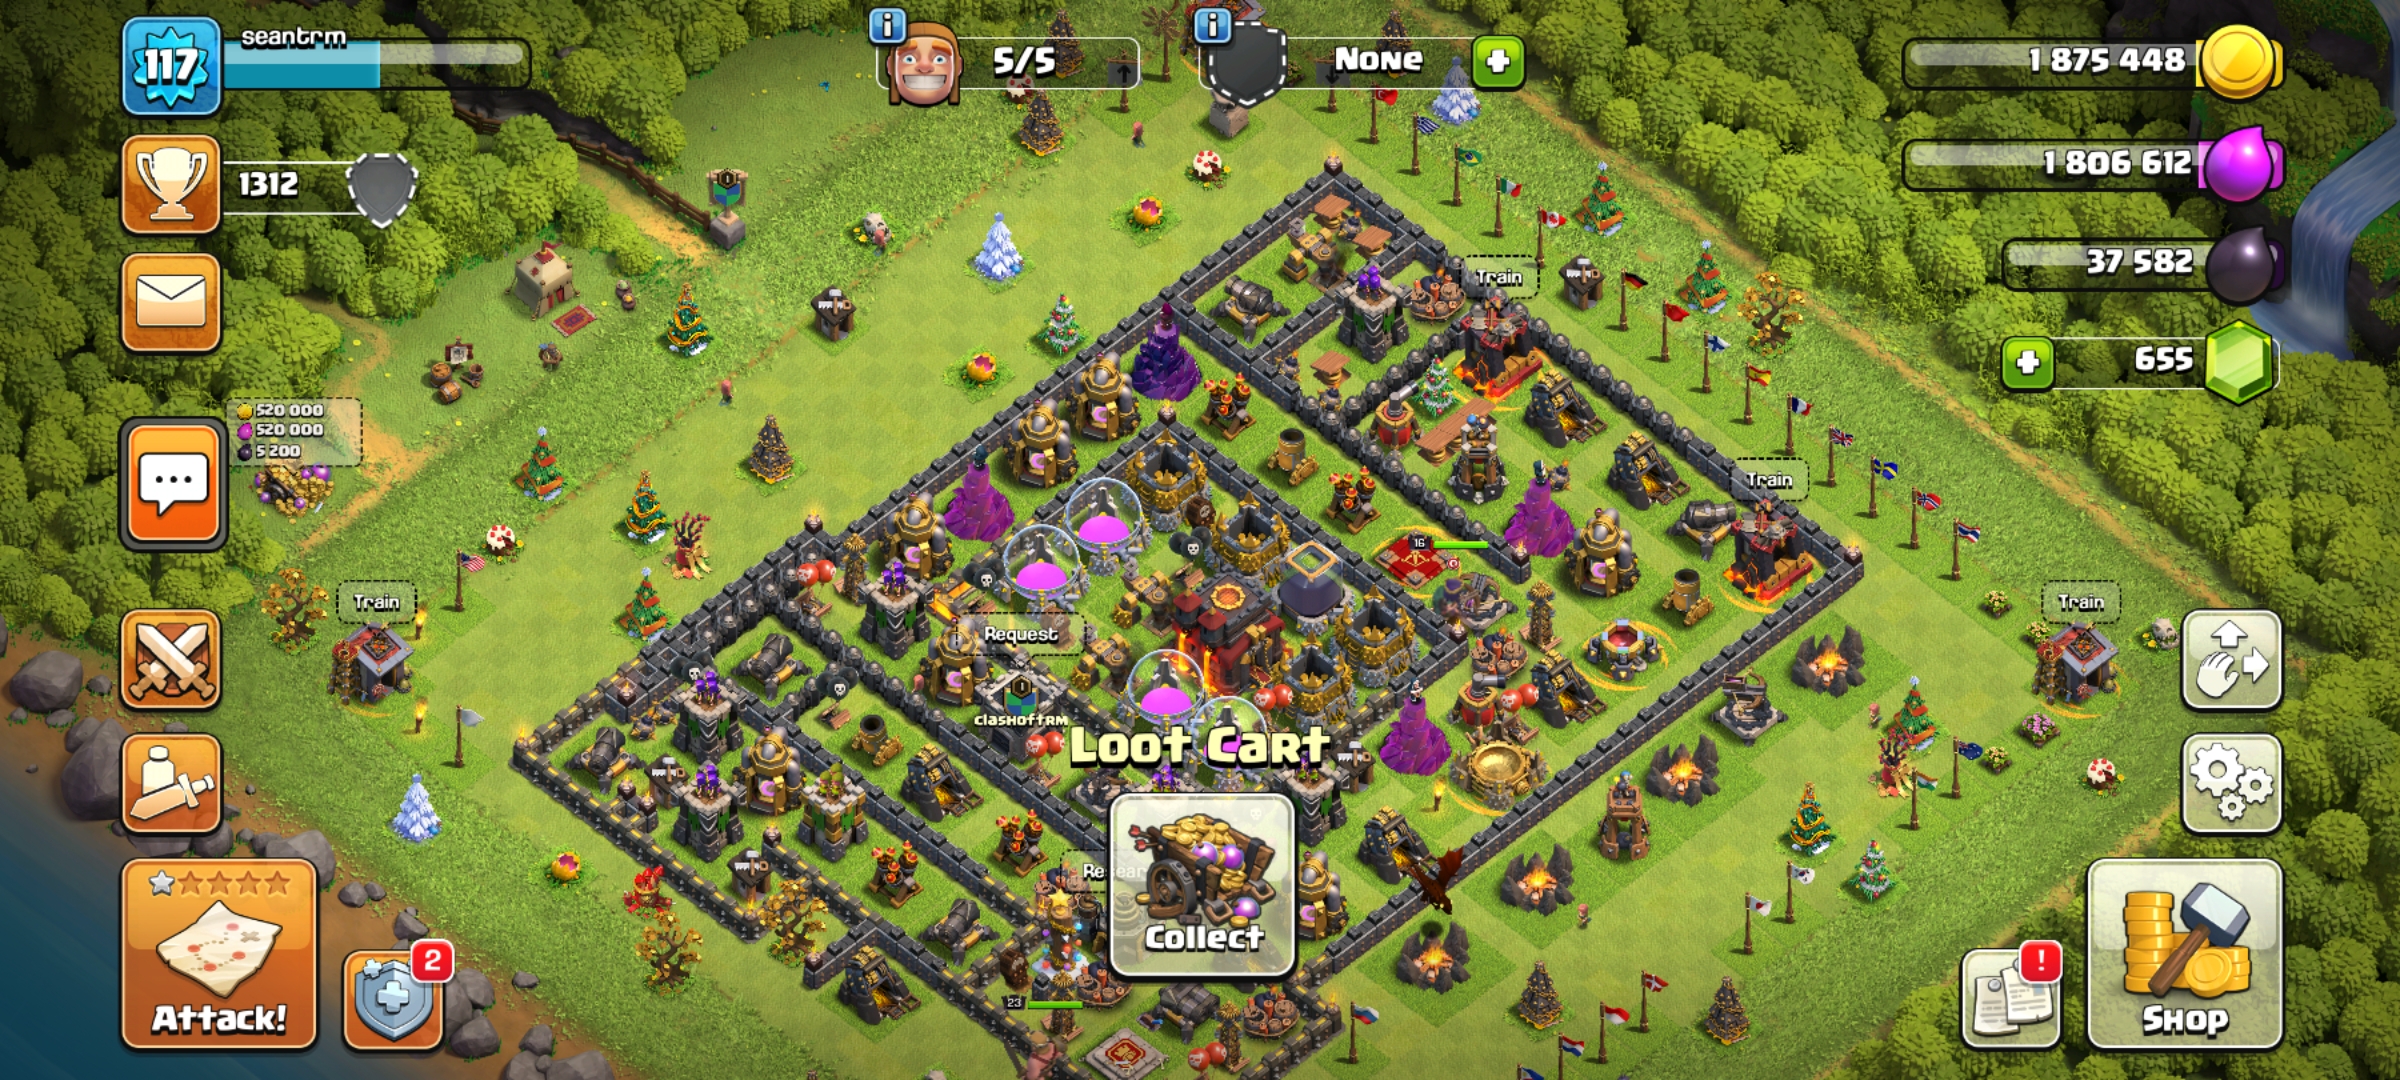 seantrm
117
5/5
None
1 875 448
1312
1 806 612
37 582
655
520 000
520 000
5 200
Train
Train
16
Train
Train
Request
clashoftrm
Loot Cart
Resear
Collect
23
2
Attack!
!
Shop